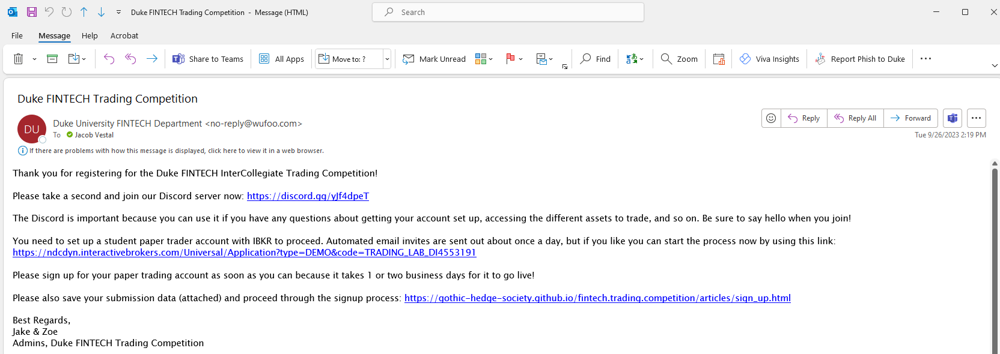 Duke FINTECH Trading Competition - Message (HTML)
Search
File Message Help Acrobat
Share to Teams All Apps Move to: ? Mark Unread Find Zoom Viva Insights Report Phish to Duke
Duke FINTECH Trading Competition
DU
Duke University FINTECH Department <no-reply@wufoo.com>
To Jacob Vestal
Reply Reply All Forward
Tue 9/26/2023 2:19 PM
If there are problems with how this message is displayed, click here to view it in a web browser.
Thank you for registering for the Duke FINTECH InterCollegiate Trading Competition!
Please take a second and join our Discord server now: https://discord.gg/yJf4dpeT
The Discord is important because you can use it if you have any questions about getting your account set up, accessing the different assets to trade, and so on. Be sure to say hello when you join!
You need to set up a student paper trader account with IBKR to proceed. Automated email invites are sent out about once a day, but if you like you can start the process now by using this link:
https://ndcdyn.interactivebrokers.com/Universal/Application?type=DEMO&code=TRADING_LAB_DI4553191
Please sign up for your paper trading account as soon as you can because it takes 1 or two business days for it to go live!
Please also save your submission data (attached) and proceed through the signup process: https://gothic-hedge-society.github.io/fintech.trading.competition/articles/sign_up.html
Best Regards,
Jake & Zoe
Admins, Duke FINTECH Trading Competition